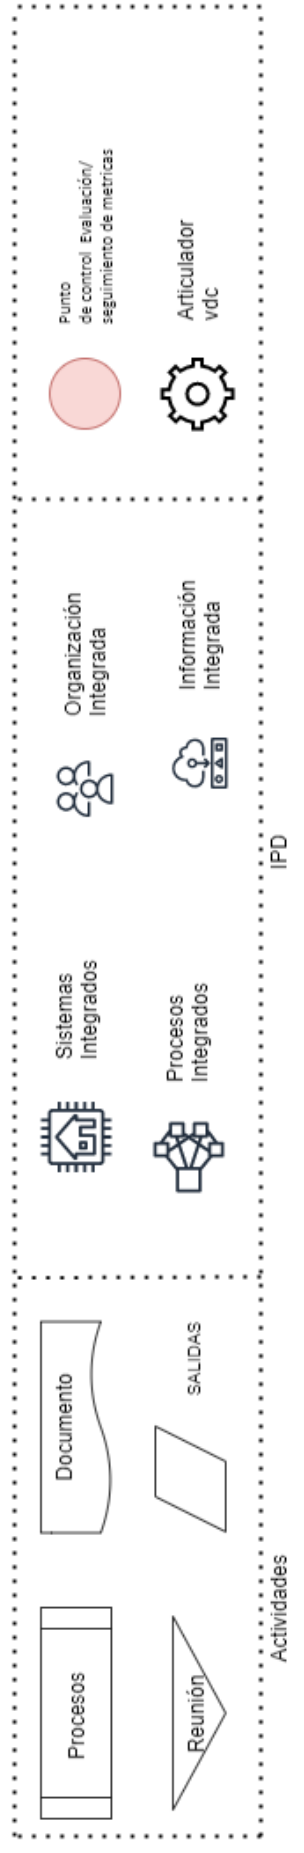 Procesos
Documento
Reunión
SALIDAS
Actividades
Sistemas
Integrados
Organización
Integrada
Procesos
Integrados
Información
Integrada
IPD
Punto
de control Evaluación/
seguimiento de metricas
Articulador
vdc